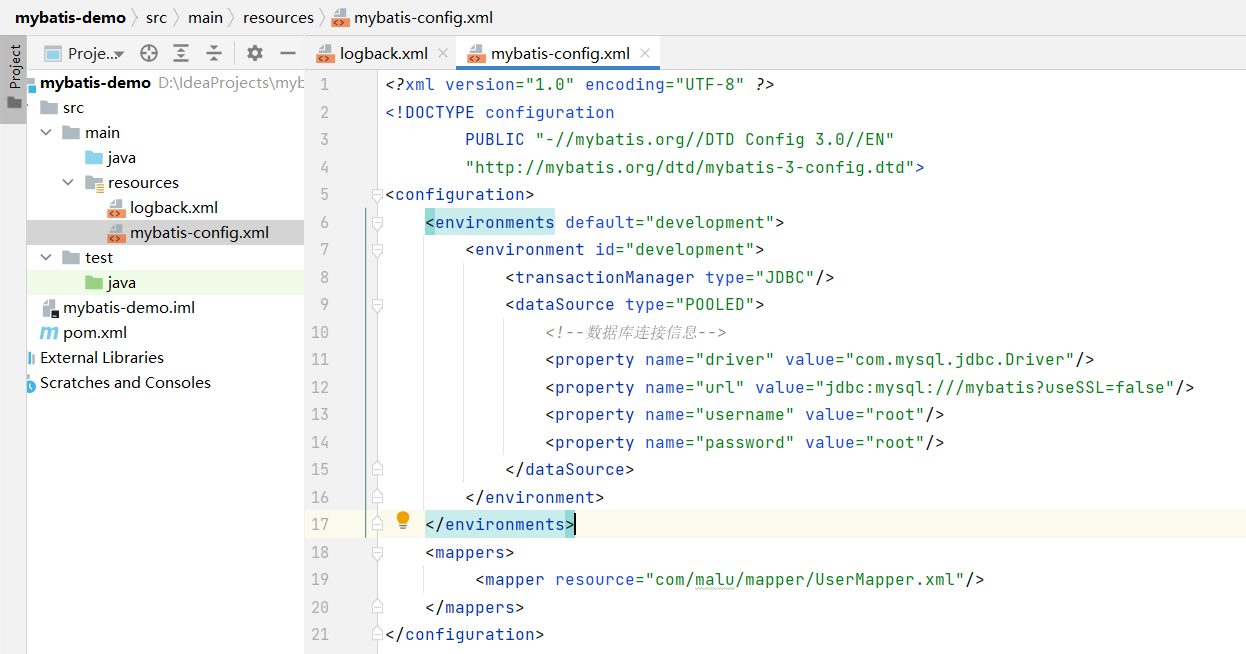 mybatis-demo src main resources mybatis-config.xml
Project
Proje...
logback.xml
mybatis-config.xml
mybatis-demo D:\IdeaProjects\myb
src
main
java
resources
logback.xml
mybatis-config.xml
test
java
mybatis-demo.iml
pom.xml
External Libraries
Scratches and Consoles
1 <?xml version="1.0" encoding="UTF-8" ?>
2 <!DOCTYPE configuration
3 PUBLIC "-//mybatis.org//DTD Config 3.0//EN"
4 "http://mybatis.org/dtd/mybatis-3-config.dtd">
5 <configuration>
6 <environments default="development">
7 <environment id="development">
8 <transactionManager type="JDBC"/>
9 <dataSource type="POOLED">
10 <!--数据库连接信息-->
11 <property name="driver" value="com.mysql.jdbc.Driver"/>
12 <property name="url" value="jdbc:mysql:///mybatis?useSSL=false"/>
13 <property name="username" value="root"/>
14 <property name="password" value="root"/>
15 </dataSource>
16 </environment>
17 </environments>
18 <mappers>
19 <mapper resource="com/malu/mapper/UserMapper.xml"/>
20 </mappers>
21 </configuration>